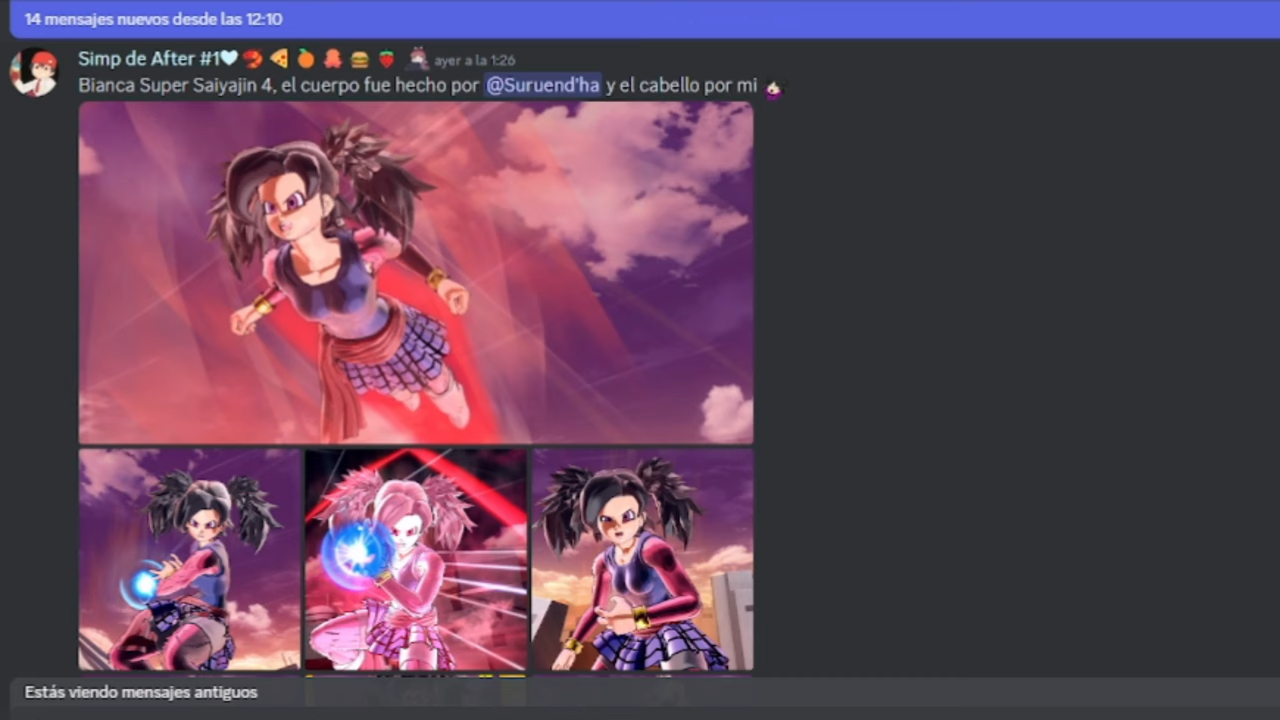 14 mensajes nuevos desde las 12:10
Simp de After #1🤍🦐🍕🍊🐙🍔🍓 ayer a la 1:26
Bianca Super Saiyajin 4, el cuerpo fue hecho por @Suruend'ha y el cabello por mi
Estás viendo mensajes antiguos